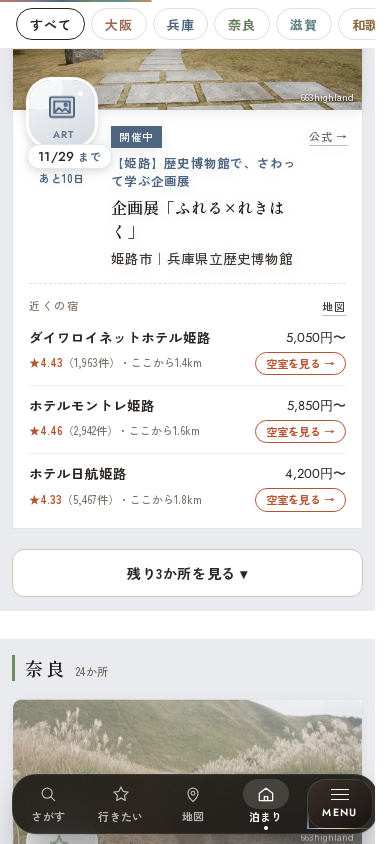 すべて
大阪
兵庫
奈良
滋賀
和歌
663highland
ART
11/29 まで
あと10日
開催中
公式 →
【姫路】歴史博物館で、さわっ
て学ぶ企画展
企画展「ふれる×れきは
く」
姫路市｜兵庫県立歴史博物館
近くの宿
地図
ダイワロイネットホテル姫路
5,050円〜
★4.43（1,963件）・ここから1.4km
空室を見る →
ホテルモントレ姫路
5,850円〜
★4.46（2,942件）・ここから1.6km
空室を見る →
ホテル日航姫路
4,200円〜
★4.33（5,467件）・ここから1.8km
空室を見る →
残り3か所を見る ▾
奈良
24か所
さがす
行きたい
地図
泊まり
MENU
663highland